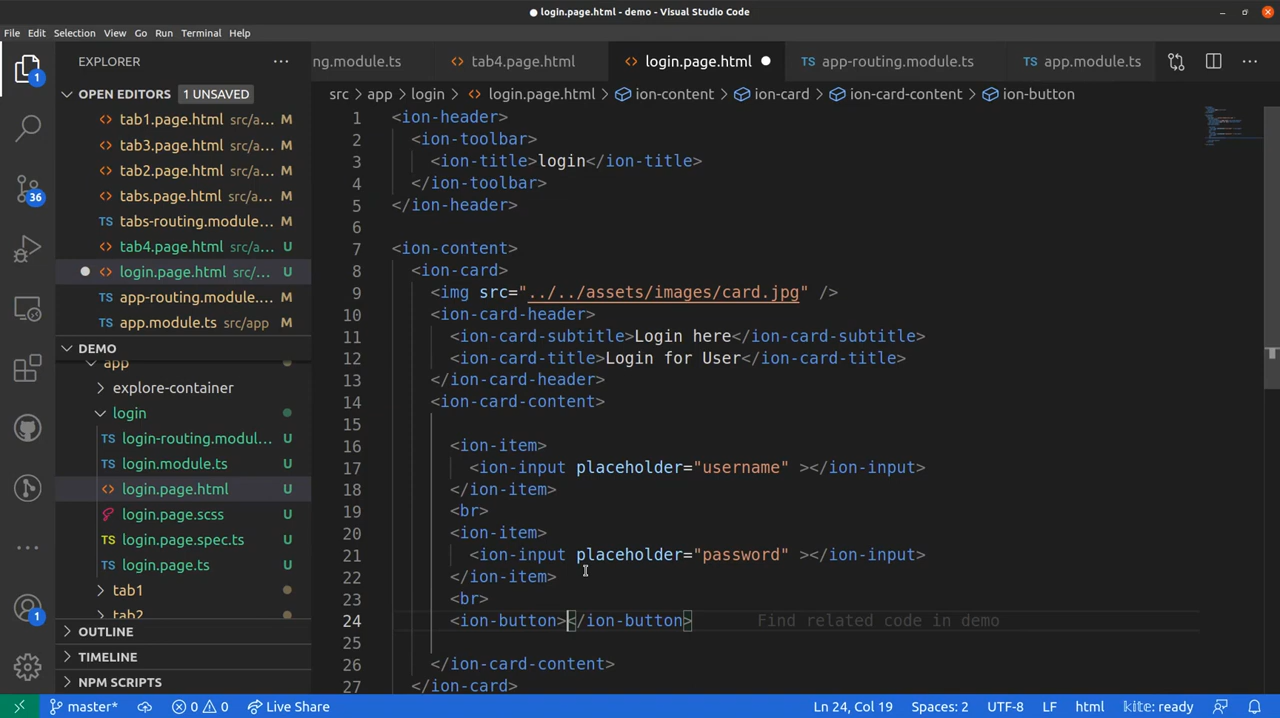 login.page.html - demo - Visual Studio Code
File Edit Selection View Go Run Terminal Help
EXPLORER
ng.module.ts
tab4.page.html
login.page.html
app-routing.module.ts
app.module.ts
OPEN EDITORS 1 UNSAVED
src app login login.page.html ion-content ion-card ion-card-content ion-button
tab1.page.html src/a... M
tab3.page.html src/a... M
tab2.page.html src/a... M
tabs.page.html src/a... M
tabs-routing.module... M
tab4.page.html src/a... U
login.page.html src/... U
app-routing.module.... M
app.module.ts src/app M
DEMO
app
explore-container
login
login-routing.modul... U
login.module.ts U
login.page.html U
login.page.scss U
login.page.spec.ts U
login.page.ts U
tab1
tab2
OUTLINE
TIMELINE
NPM SCRIPTS
1
36
1
1 <ion-header>
2 <ion-toolbar>
3 <ion-title>login</ion-title>
4 </ion-toolbar>
5 </ion-header>
6
7 <ion-content>
8 <ion-card>
9 <img src="../../assets/images/card.jpg" />
10 <ion-card-header>
11 <ion-card-subtitle>Login here</ion-card-subtitle>
12 <ion-card-title>Login for User</ion-card-title>
13 </ion-card-header>
14 <ion-card-content>
15
16 <ion-item>
17 <ion-input placeholder="username" ></ion-input>
18 </ion-item>
19 <br>
20 <ion-item>
21 <ion-input placeholder="password" ></ion-input>
22 </ion-item>
23 <br>
24 <ion-button></ion-button> Find related code in demo
25
26 </ion-card-content>
27 </ion-card>
master* 0 0 Live Share Ln 24, Col 19 Spaces: 2 UTF-8 LF html kite: ready